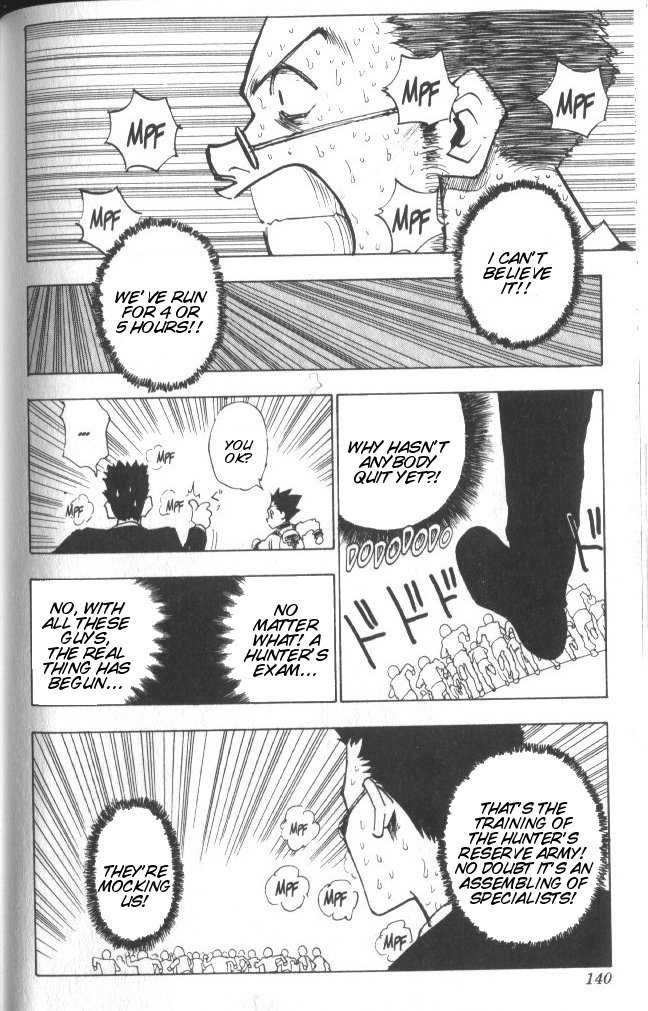 MPF
MPF
MPF
MPF
MPF
I CAN'T
BELIEVE
IT!!
WE'VE RUN
FOR 4 OR
5 HOURS!!
WHY HASN'T
ANYBODY
QUIT YET?!
DODODODO
ドドドド
YOU
OK?
...
MPF
MPF
MPF
NO
MATTER
WHAT! A
HUNTER'S
EXAM...
NO, WITH
ALL THESE
GUYS,
THE REAL
THING HAS
BEGUN...
THAT'S THE
TRAINING OF
THE HUNTER'S
RESERVE ARMY!
NO DOUBT IT'S AN
ASSEMBLING OF
SPECIALISTS!
MPF
MPF
MPF
MPF
THEY'RE
MOCKING
US!
140